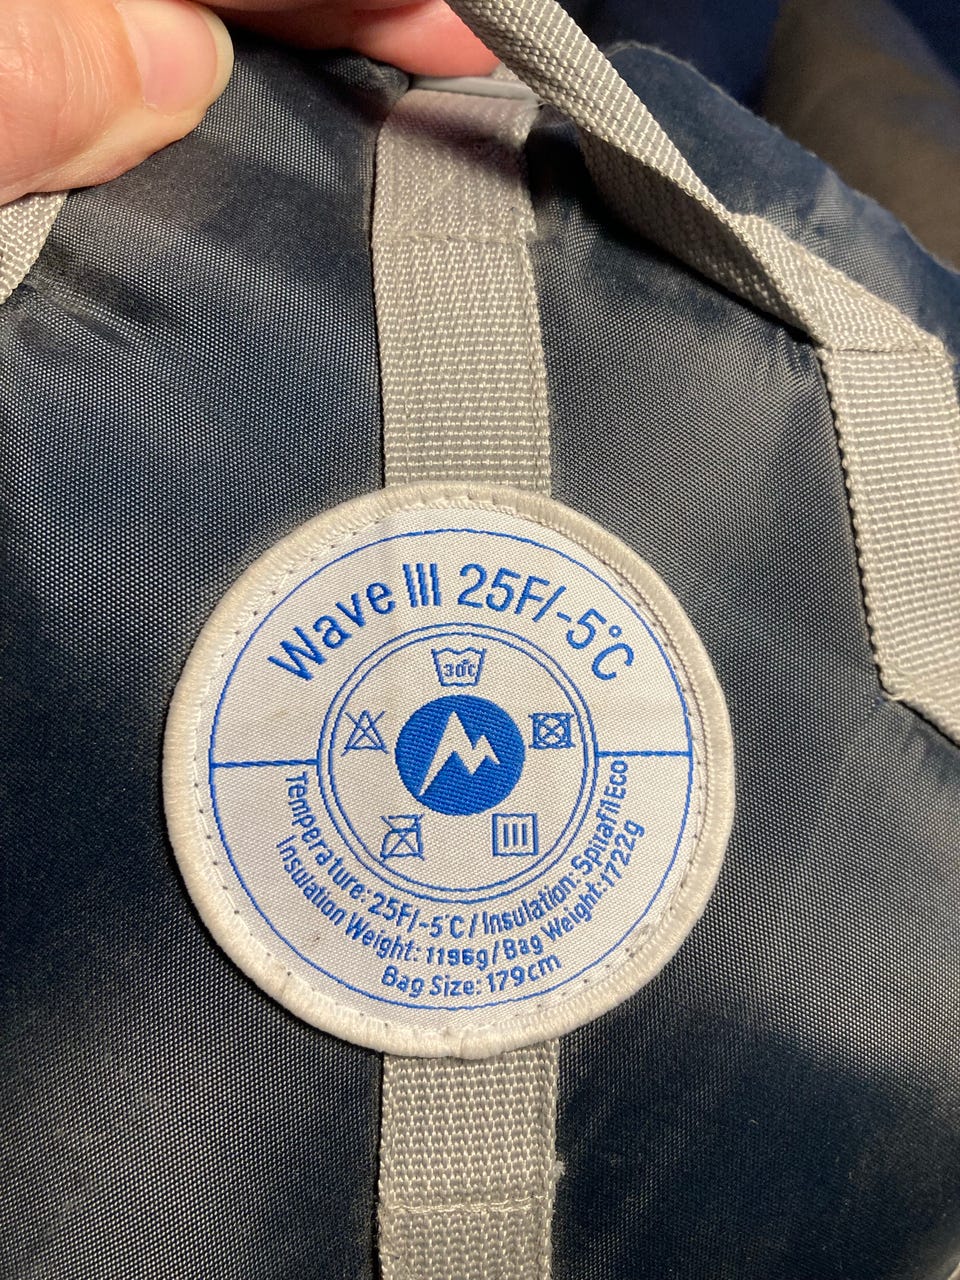 Wave III 25F/-5°C
30°C
Temperature: 25F/-5°C / Insulation: Spirafil Eco
Insulation Weight: 1196g / Bag Weight: 1722g
Bag Size: 179cm